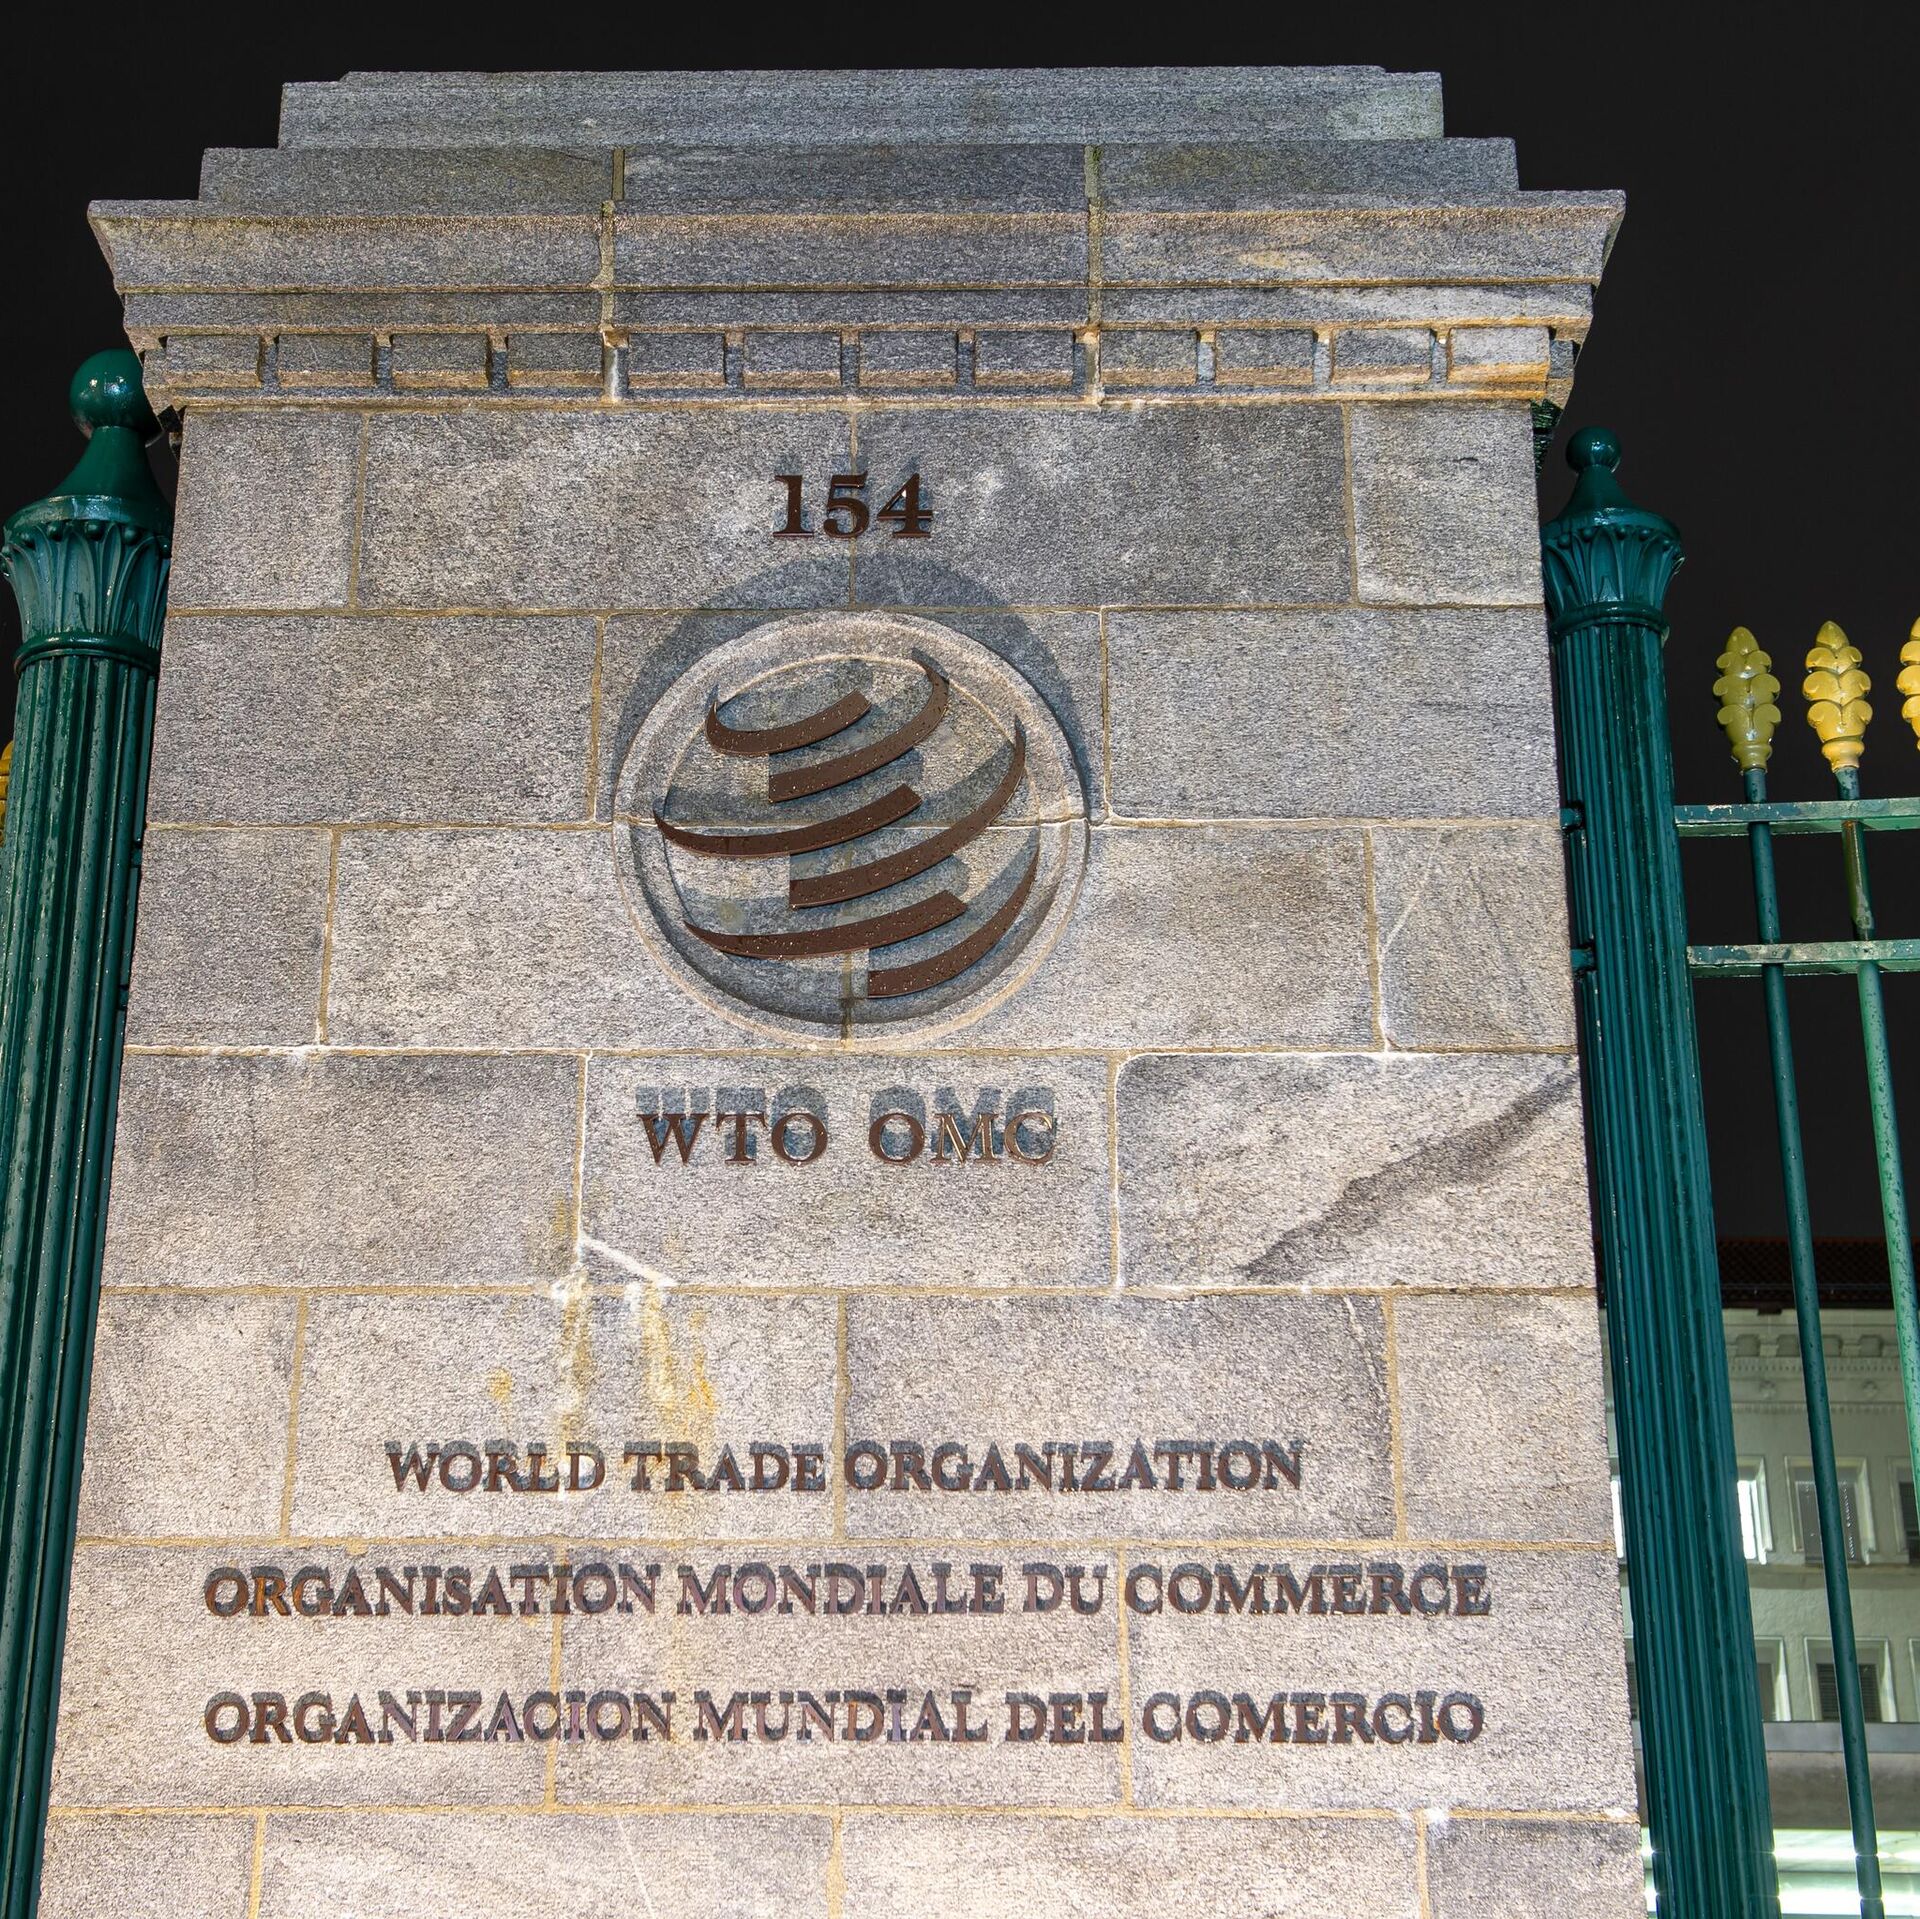 154
WTO OMC
WORLD TRADE ORGANIZATION
ORGANISATION MONDIALE DU COMMERCE
ORGANIZACION MUNDIAL DEL COMERCIO